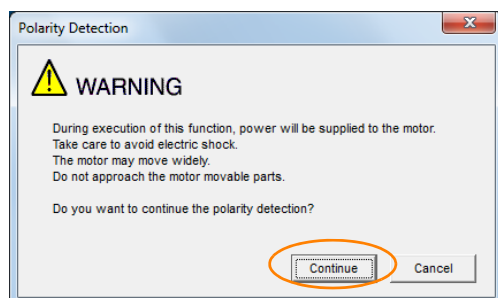 Polarity Detection
WARNING
During execution of this function, power will be supplied to the motor.
Take care to avoid electric shock.
The motor may move widely.
Do not approach the motor movable parts.
Do you want to continue the polarity detection?
Continue
Cancel